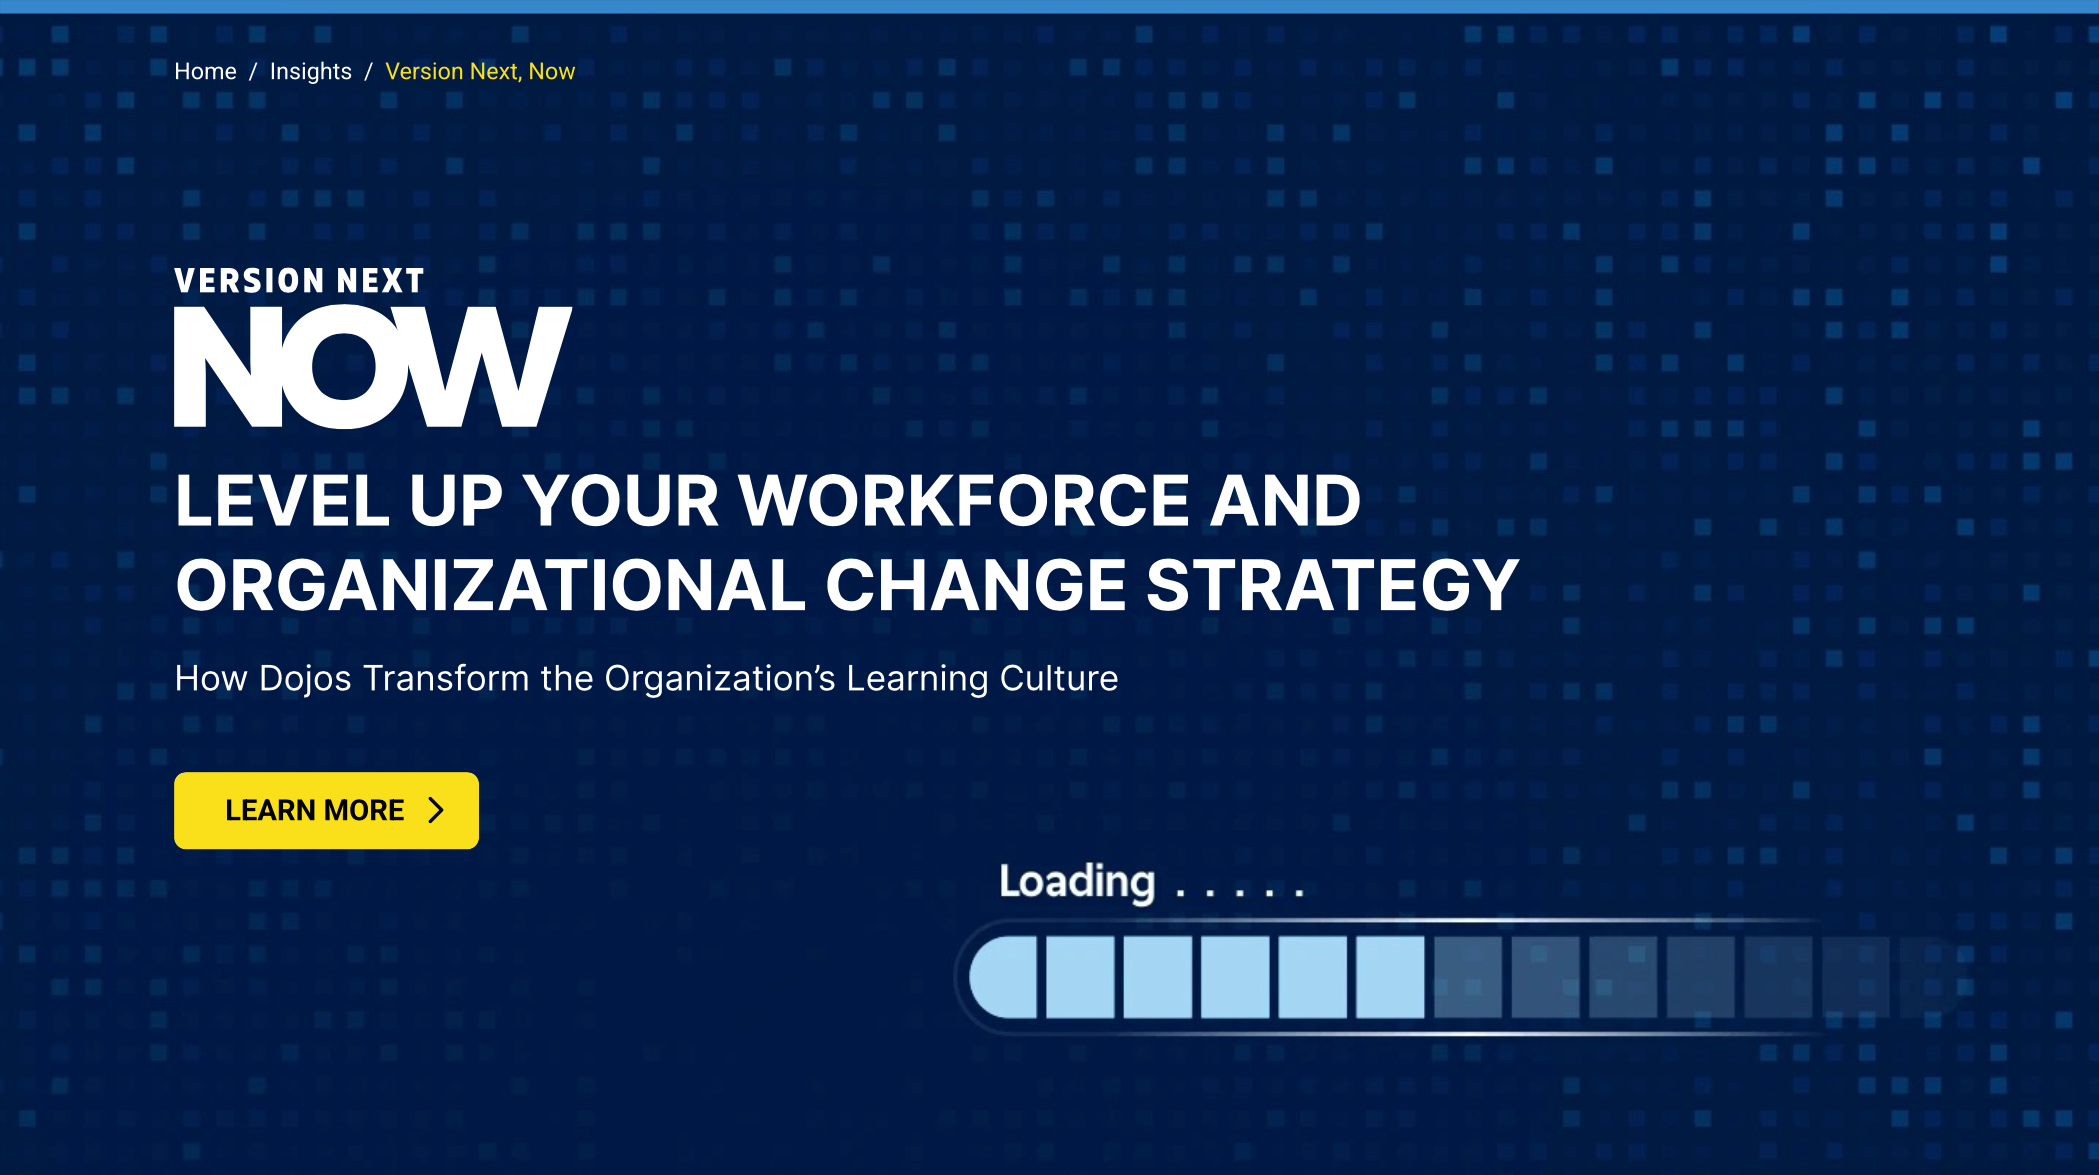 Home / Insights / Version Next, Now
VERSION NEXT
NOW
LEVEL UP YOUR WORKFORCE AND
ORGANIZATIONAL CHANGE STRATEGY
How Dojos Transform the Organization’s Learning Culture
LEARN MORE
Loading . . . . .